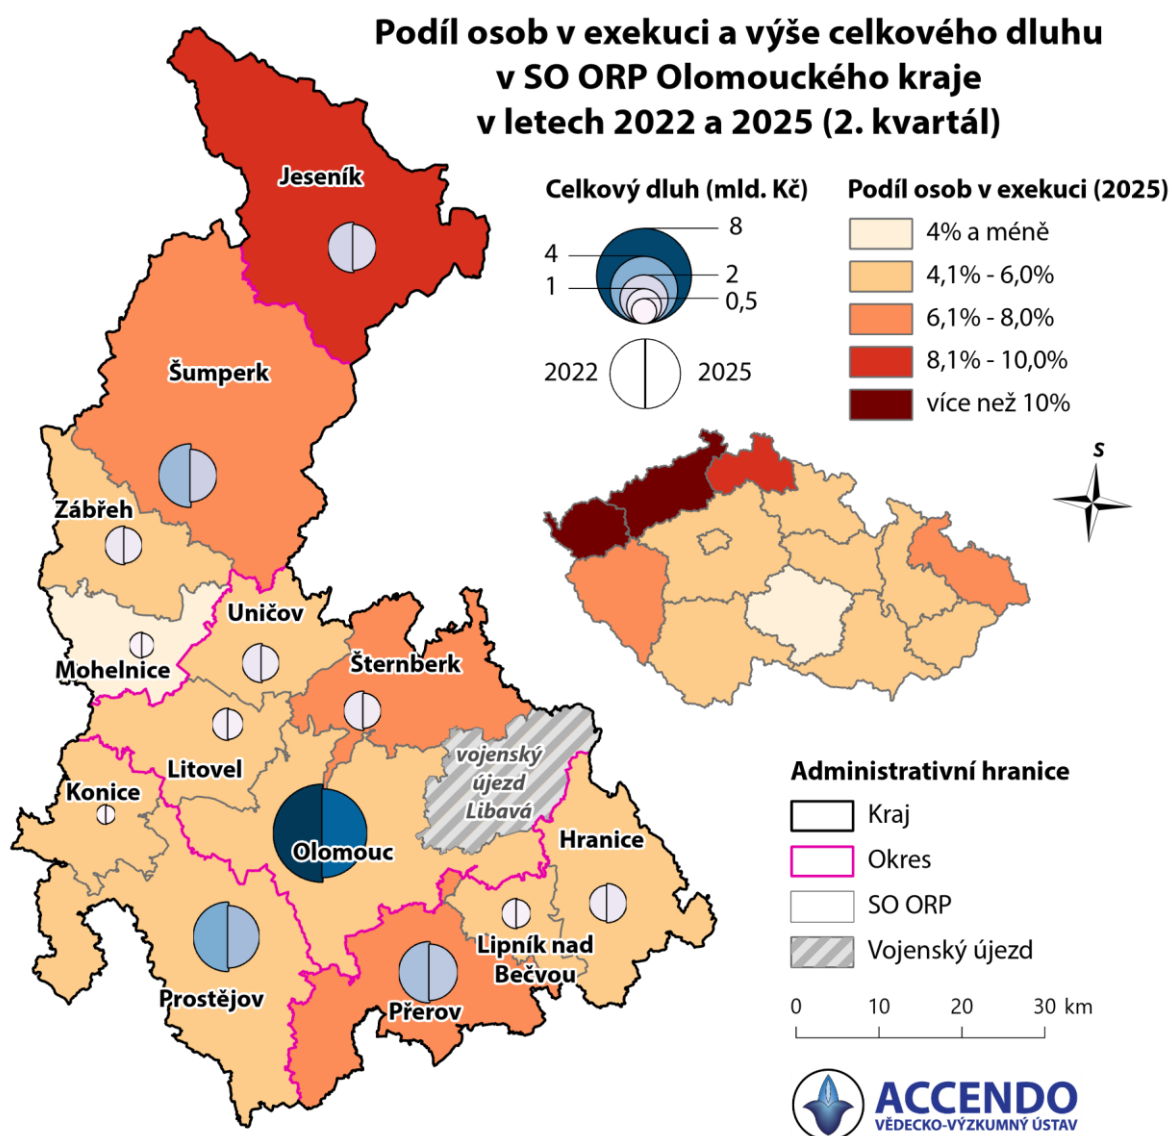 Podíl osob v exekuci a výše celkového dluhu
v SO ORP Olomouckého kraje
v letech 2022 a 2025 (2. kvartál)
Celkový dluh (mld. Kč)
8
4
2
1
0,5
2022
2025
Podíl osob v exekuci (2025)
4% a méně
4,1% - 6,0%
6,1% - 8,0%
8,1% - 10,0%
více než 10%
S
Jeseník
Šumperk
Zábřeh
Mohelnice
Uničov
Šternberk
Litovel
Konice
vojenský
újezd
Libavá
Olomouc
Hranice
Lipník nad
Bečvou
Prostějov
Přerov
Administrativní hranice
Kraj
Okres
SO ORP
Vojenský újezd
0 10 20 30 km
ACCENDO
VĚDECKO-VÝZKUMNÝ ÚSTAV